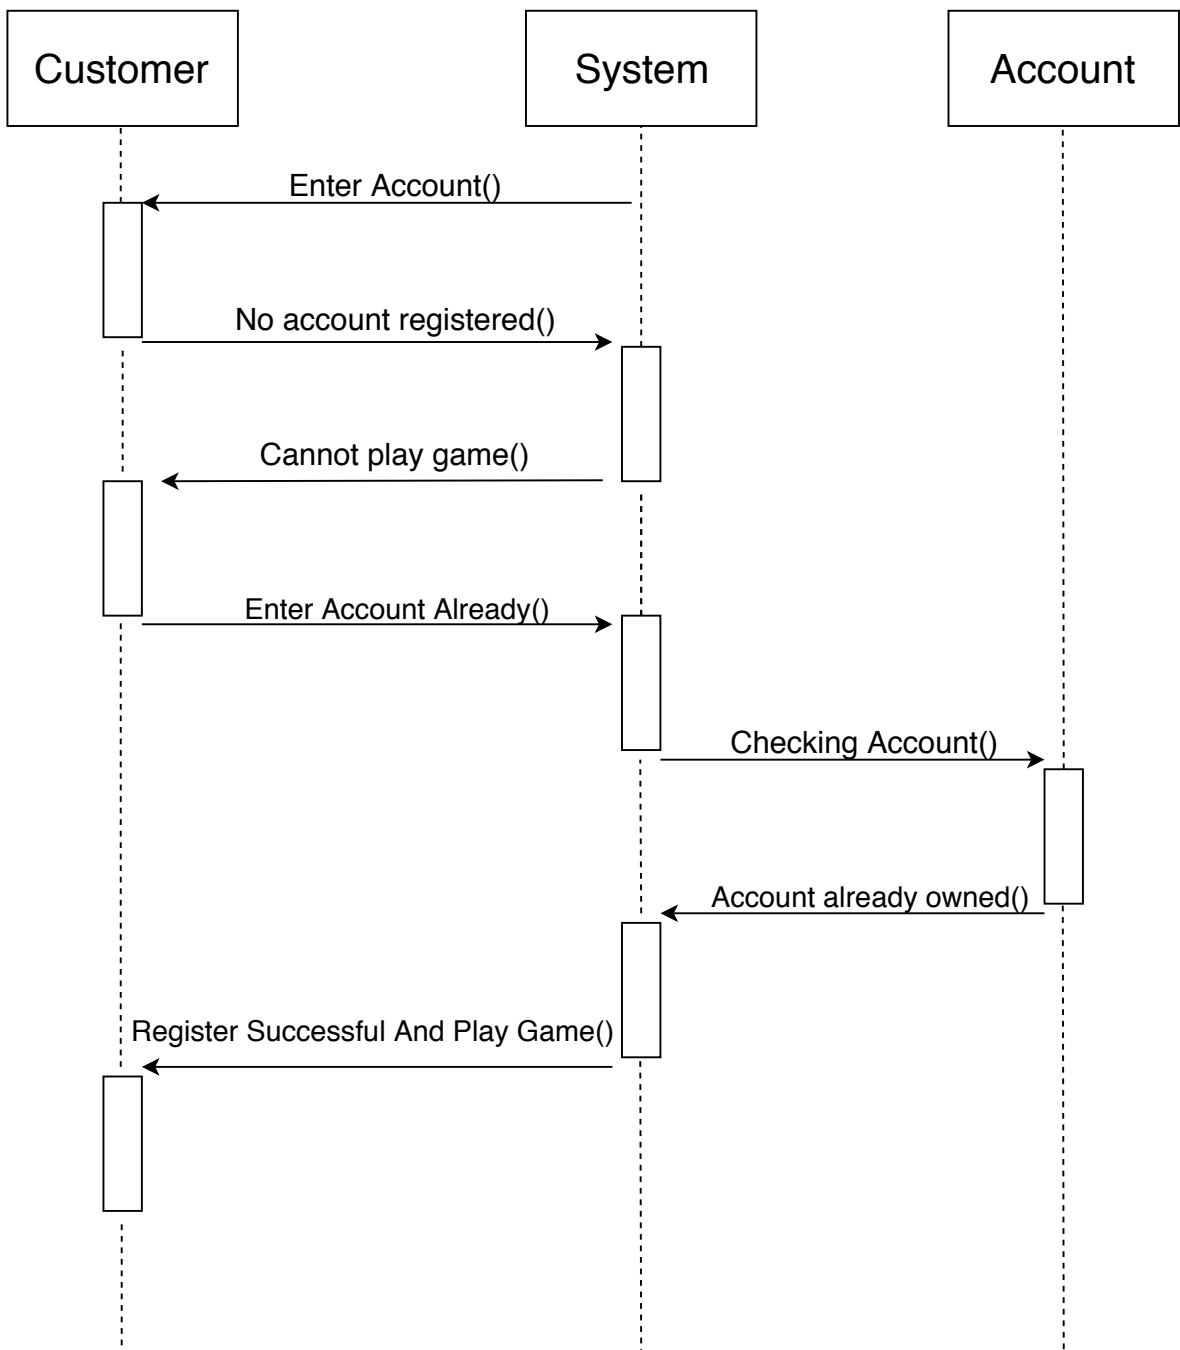 Customer
System
Account
Enter Account()
No account registered()
Cannot play game()
Enter Account Already()
Checking Account()
Account already owned()
Register Successful And Play Game()